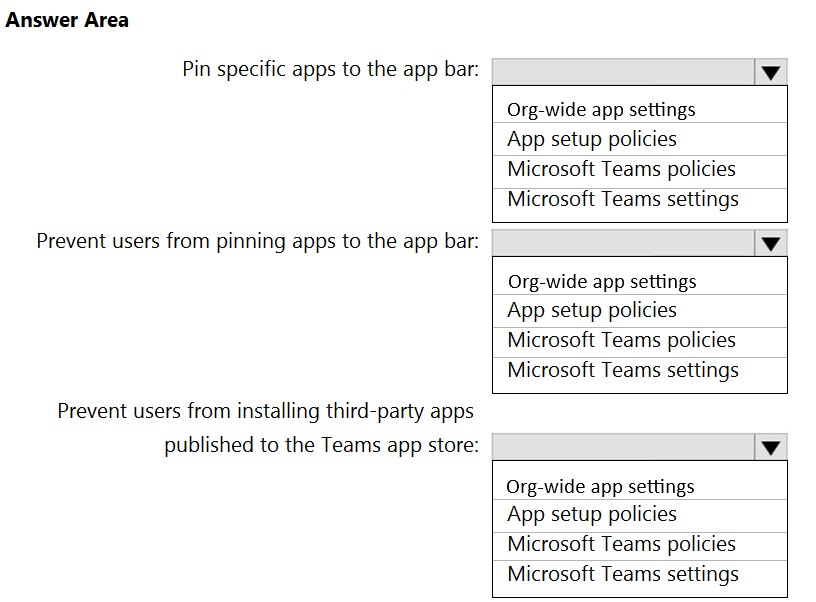 Answer Area
Pin specific apps to the app bar:
Org-wide app settings
App setup policies
Microsoft Teams policies
Microsoft Teams settings
Prevent users from pinning apps to the app bar:
Org-wide app settings
App setup policies
Microsoft Teams policies
Microsoft Teams settings
Prevent users from installing third-party apps
published to the Teams app store:
Org-wide app settings
App setup policies
Microsoft Teams policies
Microsoft Teams settings